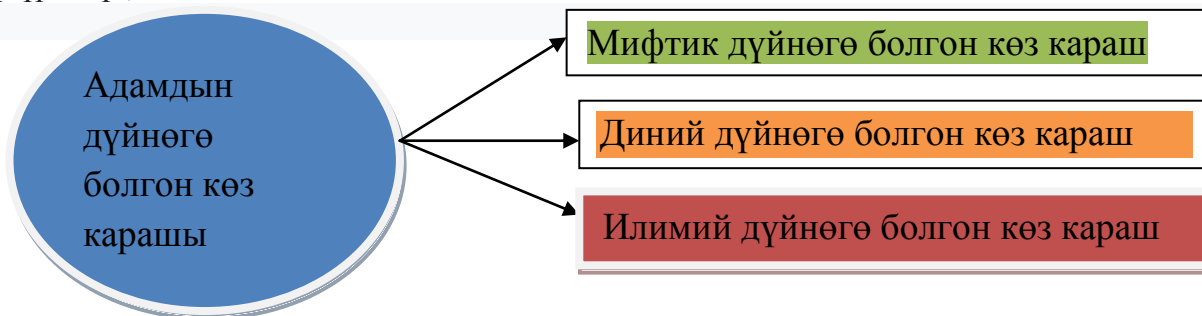 Адамдын
дүйнөгө
болгон көз
карашы
Мифтик дүйнөгө болгон көз караш
Диний дүйнөгө болгон көз караш
Илимий дүйнөгө болгон көз караш